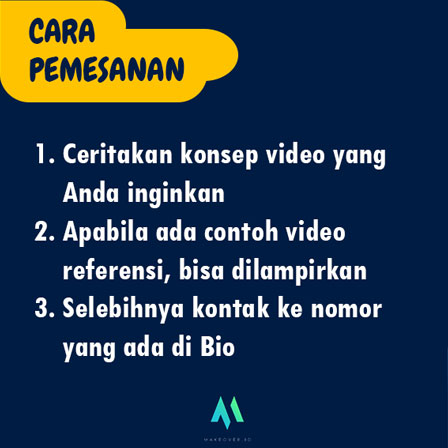 CARA
PEMESANAN
1. Ceritakan konsep video yang
Anda inginkan
2. Apabila ada contoh video
referensi, bisa dilampirkan
3. Selebihnya kontak ke nomor
yang ada di Bio